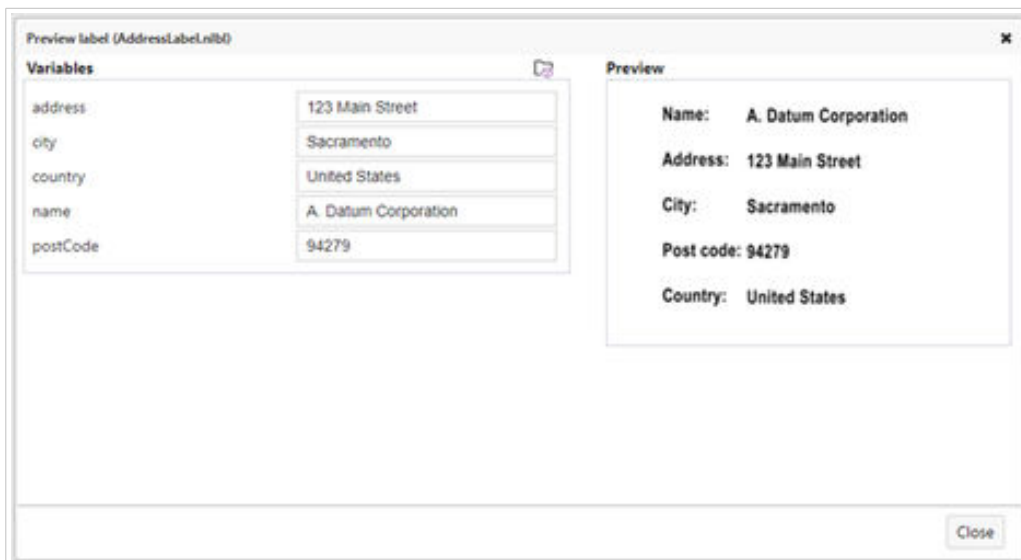 Preview label (AddressLabel.nlbl)
Variables
address 123 Main Street
city Sacramento
country United States
name A. Datum Corporation
postCode 94279
Preview
Name: A. Datum Corporation
Address: 123 Main Street
City: Sacramento
Post code: 94279
Country: United States
Close